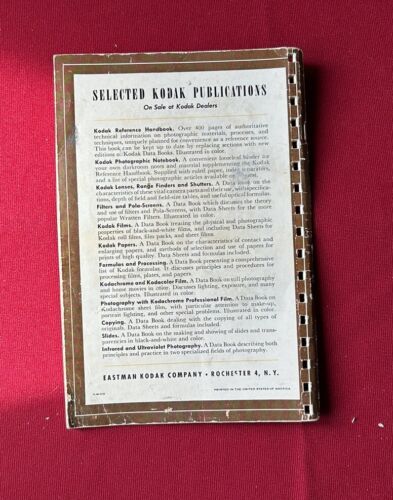 SELECTED KODAK PUBLICATIONS
On Sale at Kodak Dealers
Kodak Reference Handbook. Over 400 pages of authoritative
technical information on photographic materials, processes, and
techniques, uniquely planned for convenience as a reference source.
This book can be kept up to date by replacing sections with new
editions of Kodak Data Books. Illustrated in color.
Kodak Photographic Notebook. A convenient looseleaf binder for
your own darkroom notes and material supplementing the Kodak
Reference Handbook. Supplied with ruled paper, index separators,
and a list of special photographic articles available on request.
Kodak Lenses, Range Finders and Shutters. A Data Book on the
characteristics of these vital camera parts and their use, with specifica-
tions, depth of field and field-size tables, and useful optical formulas.
Filters and Pola-Screens. A Data Book which discusses the theory
and use of filters and Pola-Screens, with Data Sheets for the more
popular Wratten Filters. Illustrated in color.
Kodak Films. A Data Book treating the physical and photographic
properties of black-and-white films, and including Data Sheets for
Kodak roll films, film packs, and sheet films.
Kodak Papers. A Data Book on the characteristics of contact and
enlarging papers, and methods of selection and use of papers for
prints of high quality. Data Sheets and formulas included.
Formulas and Processing. A Data Book presenting a comprehensive
list of Kodak formulas. It discusses principles and procedures for
processing films, plates, and papers.
Kodachrome and Kodacolor Film. A Data Book on still photography
and home movies in color. Discusses lighting, exposure, and many
special subjects. Illustrated in color.
Photography with Kodachrome Professional Film. A Data Book on
Kodachrome sheet film, with particular attention to make-up,
portrait lighting, and other special problems. Illustrated in color.
Copying. A Data Book dealing with the copying of all types of
originals. Data Sheets and formulas included.
Slides. A Data Book on the making and showing of slides and trans-
parencies in black-and-white and color.
Infrared and Ultraviolet Photography. A Data Book describing both
principles and practice in two specialized fields of photography.
EASTMAN KODAK COMPANY • ROCHESTER 4, N. Y.
PRINTED IN THE UNITED STATES OF AMERICA